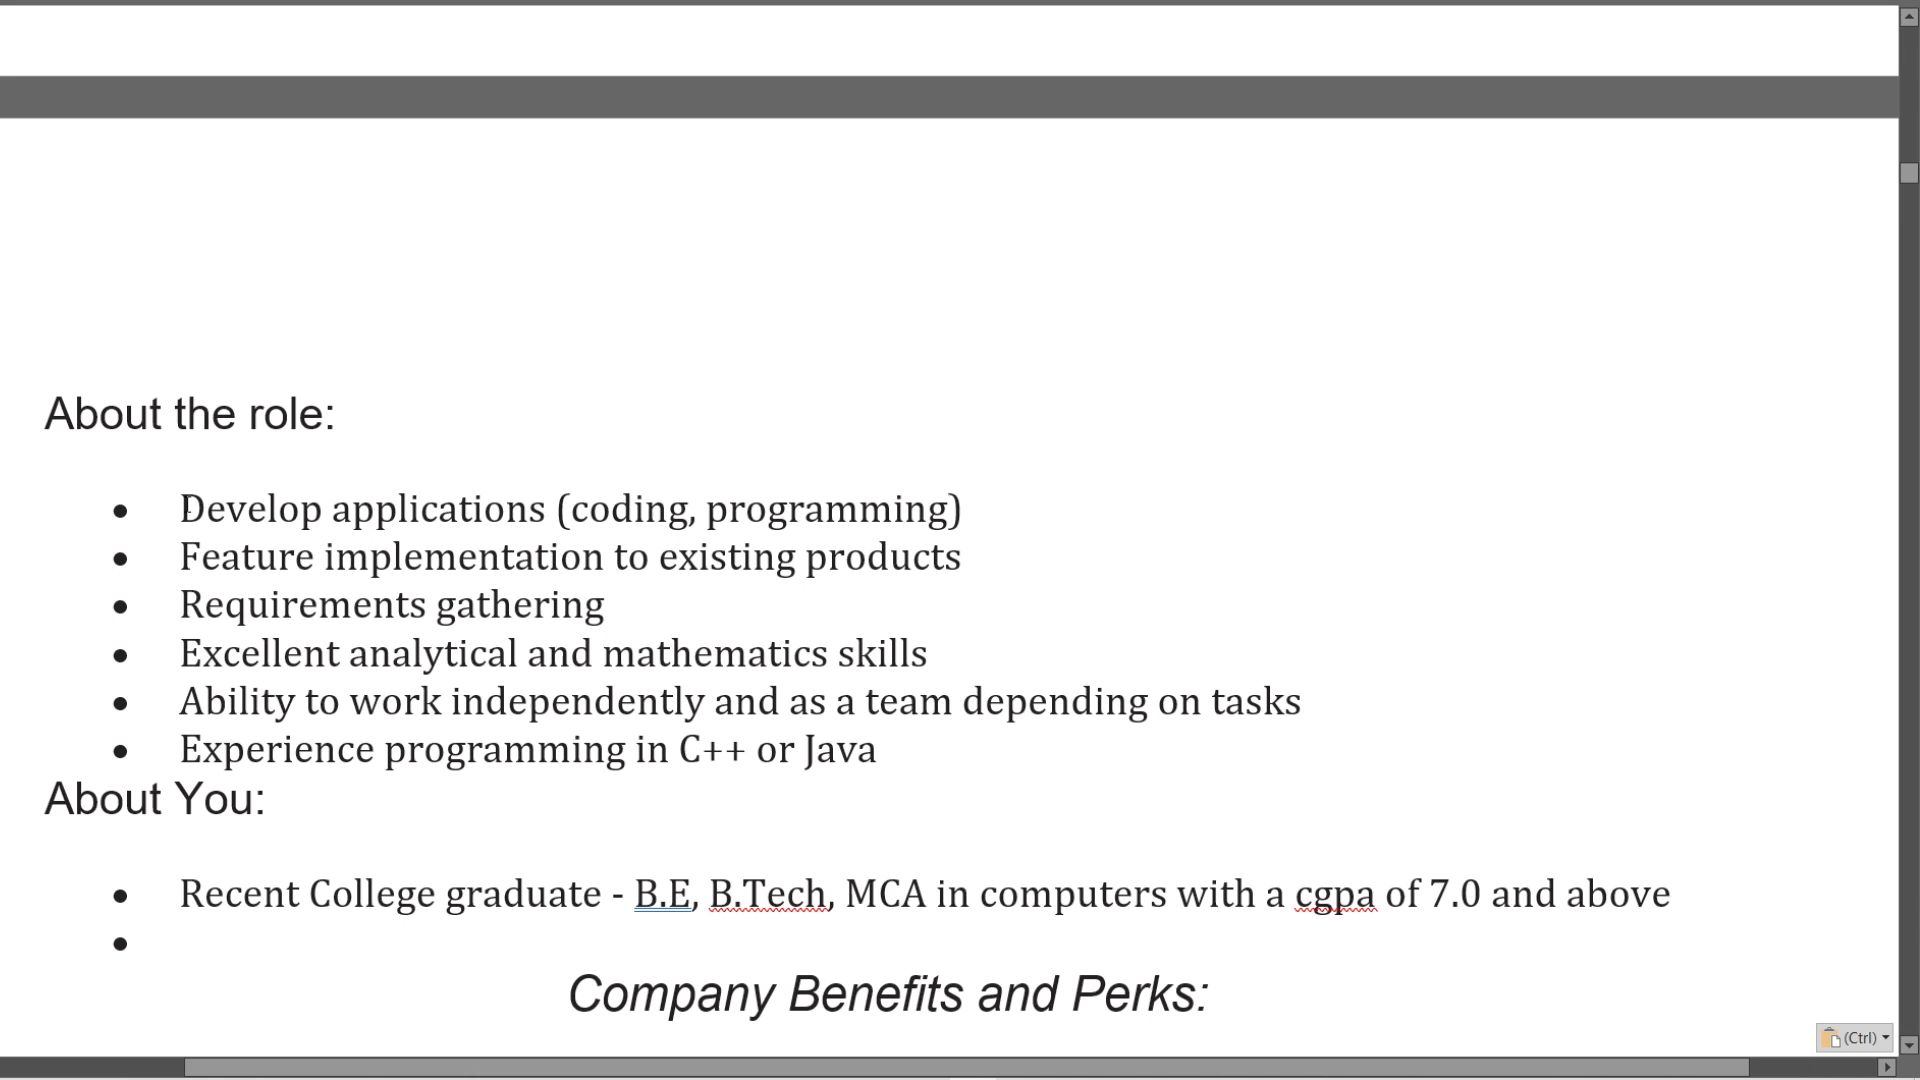 About the role:
• Develop applications (coding, programming)
• Feature implementation to existing products
• Requirements gathering
• Excellent analytical and mathematics skills
• Ability to work independently and as a team depending on tasks
• Experience programming in C++ or Java
About You:
• Recent College graduate - B.E, B.Tech, MCA in computers with a cgpa of 7.0 and above
•
Company Benefits and Perks:
(Ctrl)